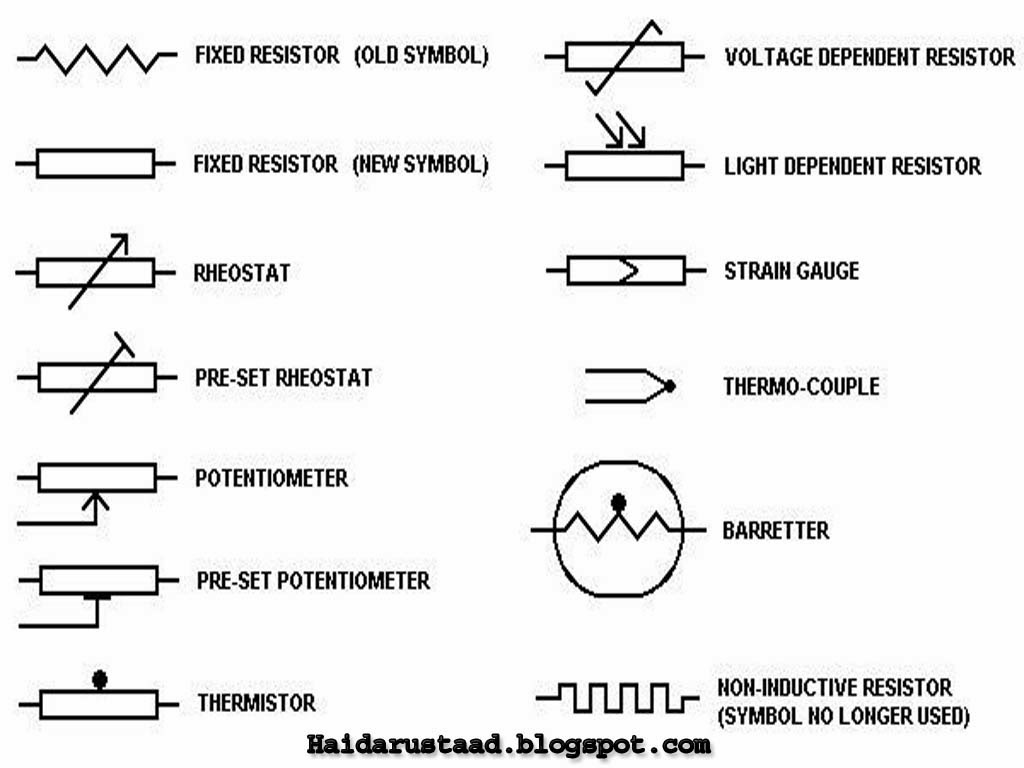 FIXED RESISTOR (OLD SYMBOL)
FIXED RESISTOR (NEW SYMBOL)
RHEOSTAT
PRE-SET RHEOSTAT
POTENTIOMETER
PRE-SET POTENTIOMETER
THERMISTOR
VOLTAGE DEPENDENT RESISTOR
LIGHT DEPENDENT RESISTOR
STRAIN GAUGE
THERMO-COUPLE
BARRETTER
NON-INDUCTIVE RESISTOR
(SYMBOL NO LONGER USED)
Haidarustaad.blogspot.com